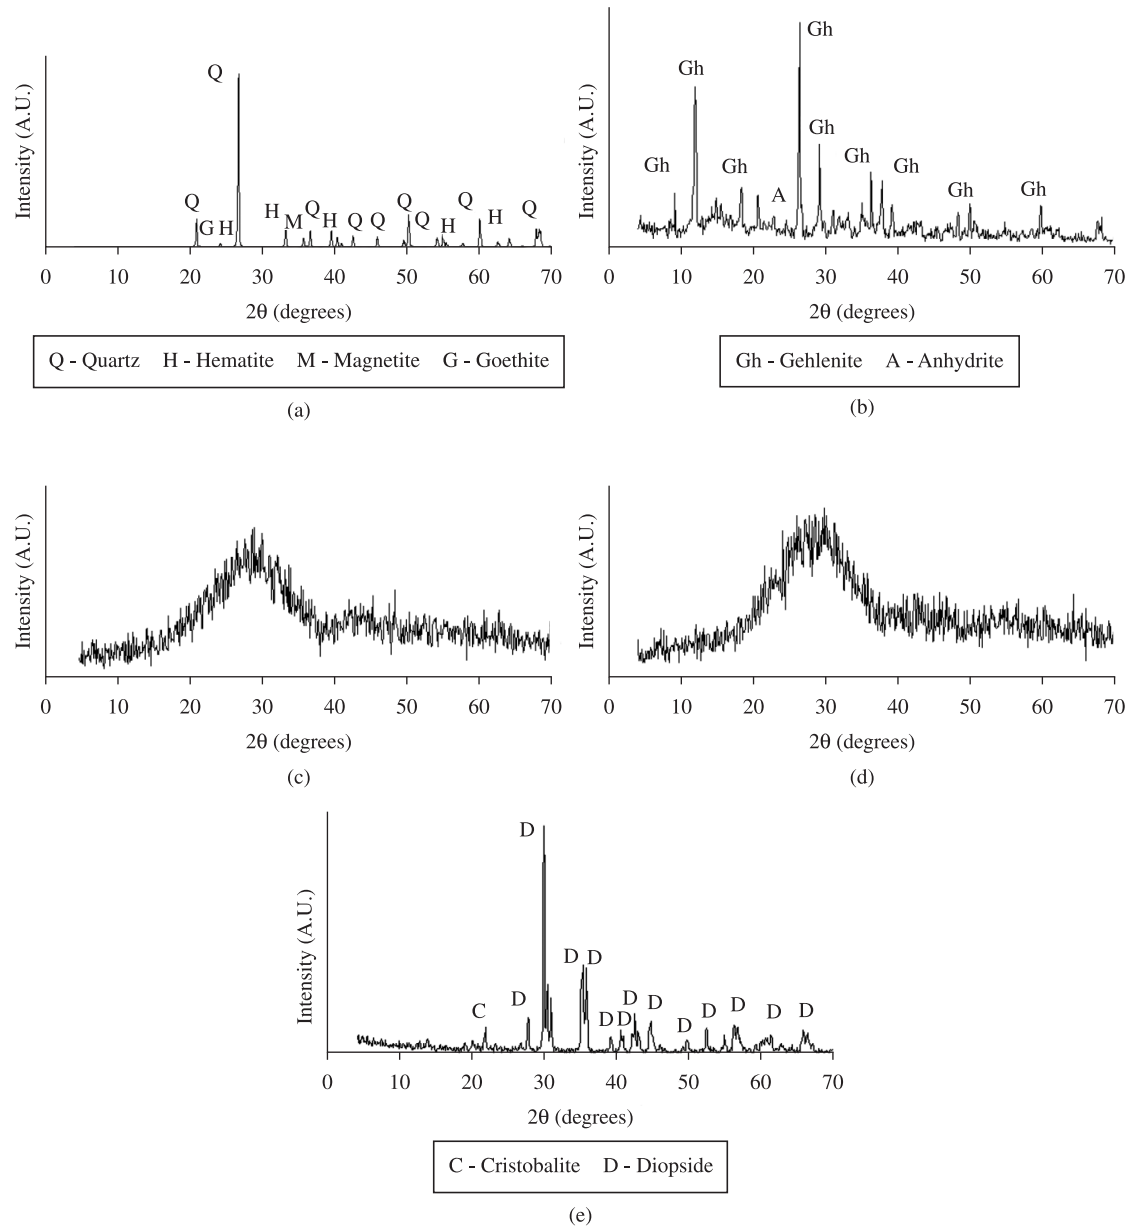 Intensity (A.U.)
Q
Q
G
H
H
M
Q
H
Q
Q
Q
Q
H
Q
H
Q
0 10 20 30 40 50 60 70
2θ (degrees)
Q - Quartz H - Hematite M - Magnetite G - Goethite
(a)
Intensity (A.U.)
Gh
Gh
Gh
A
Gh
Gh
Gh
Gh
Gh
Gh
0 10 20 30 40 50 60 70
2θ (degrees)
Gh - Gehlenite A - Anhydrite
(b)
Intensity (A.U.)
0 10 20 30 40 50 60 70
2θ (degrees)
(c)
Intensity (A.U.)
0 10 20 30 40 50 60 70
2θ (degrees)
(d)
Intensity (A.U.)
C
D
D
D
D
D
D
D
D
D
D
D
D
D
0 10 20 30 40 50 60 70
2θ (degrees)
C - Cristobalite D - Diopside
(e)